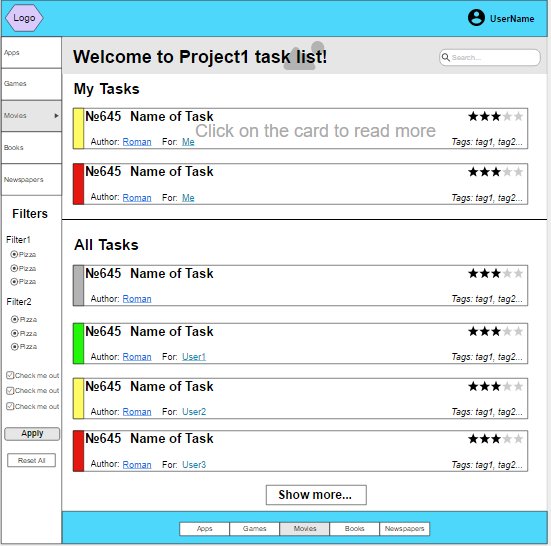 Logo
UserName
Apps
Games
Movies
Books
Newspapers
Filters
Filter1
Pizza
Pizza
Pizza
Filter2
Pizza
Pizza
Pizza
Check me out
Check me out
Check me out
Apply
Reset All
Welcome to Project1 task list!
Search...
My Tasks
№645 Name of Task
Click on the card to read more
Author: Roman For: Me Tags: tag1, tag2...
№645 Name of Task
Author: Roman For: Me Tags: tag1, tag2...
All Tasks
№645 Name of Task
Author: Roman Tags: tag1, tag2...
№645 Name of Task
Author: Roman For: User1 Tags: tag1, tag2...
№645 Name of Task
Author: Roman For: User2 Tags: tag1, tag2...
№645 Name of Task
Author: Roman For: User3 Tags: tag1, tag2...
Show more...
Apps Games Movies Books Newspapers